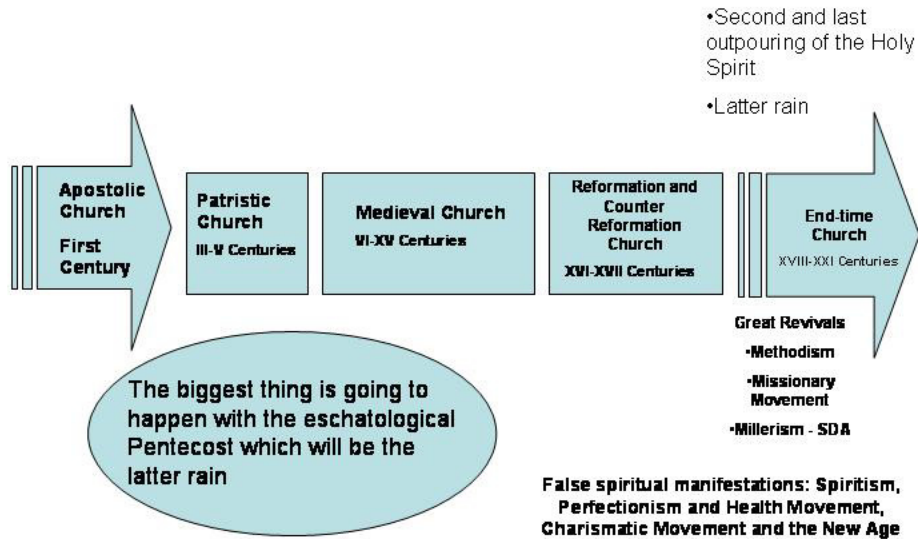 •Second and last
outpouring of the Holy
Spirit
•Latter rain
Apostolic
Church
First
Century
Patristic
Church
III-V Centuries
Medieval Church
VI-XV Centuries
Reformation and
Counter
Reformation
Church
XVI-XVII Centuries
End-time
Church
XVIII-XXI Centuries
Great Revivals
•Methodism
•Missionary
Movement
•Millerism - SDA
The biggest thing is going to
happen with the eschatological
Pentecost which will be the
latter rain
False spiritual manifestations: Spiritism,
Perfectionism and Health Movement,
Charismatic Movement and the New Age